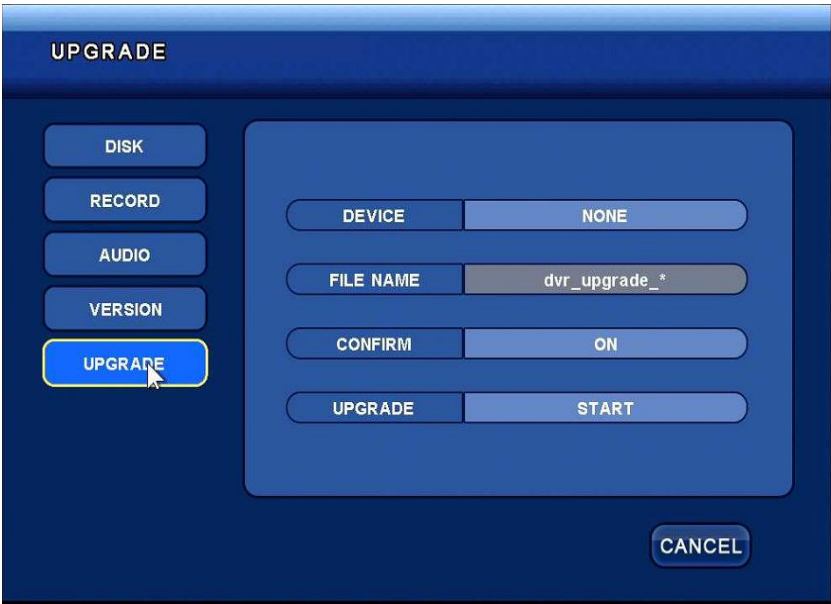 UPGRADE
DISK
RECORD
AUDIO
VERSION
UPGRADE
DEVICE NONE
FILE NAME dvr_upgrade_*
CONFIRM ON
UPGRADE START
CANCEL